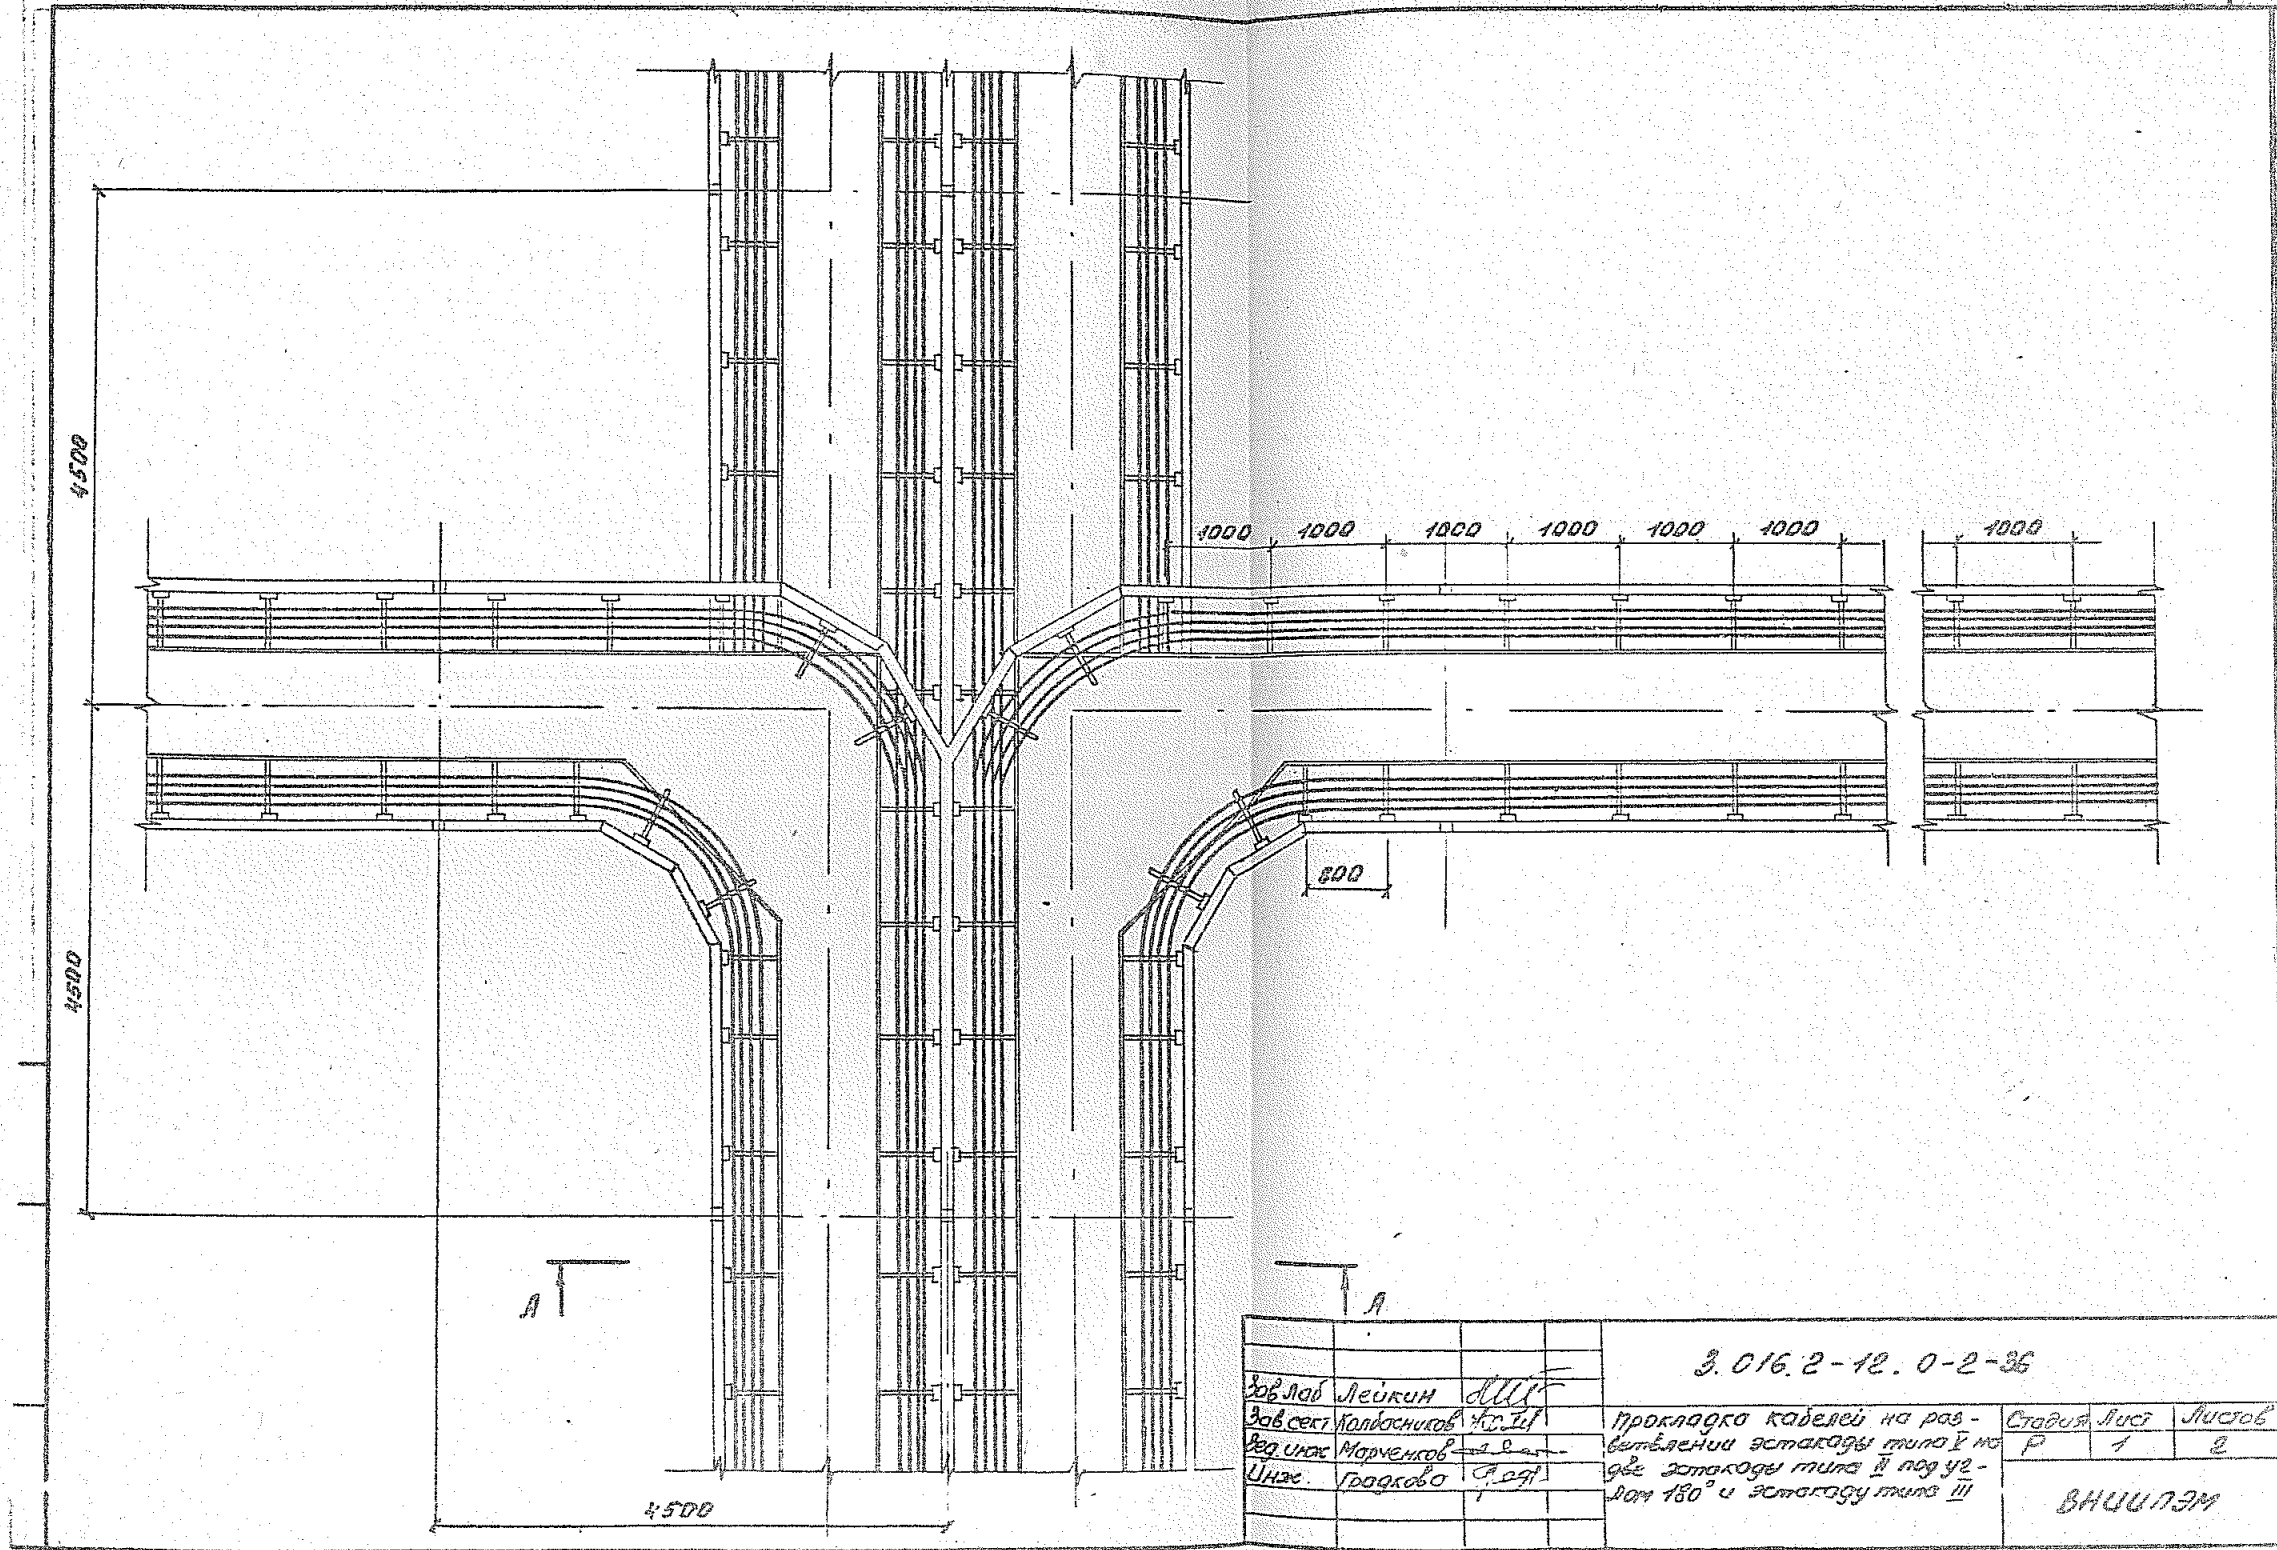 4500
4500
1000 1000 1000 1000 1000 1000 1000
800
А А
4500
3.016.2-12.0-2-36
Зав лаб Лейкин
Зав.сект Колбасников
Вед.инж Марченков
Инж. Градкова
Прокладка кабелей на раз-
ветвлении эстакады типа V на
две эстакады типа II под уг-
лом 180° и эстакаду типа III
Стадия Лист Листов
Р 1 2
ВНИИПЭМ